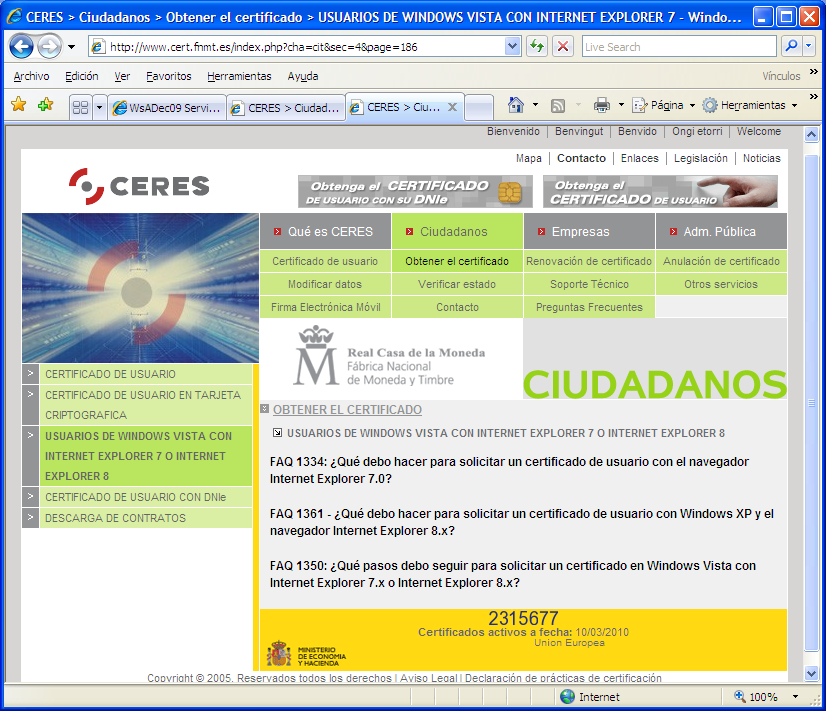 CERES > Ciudadanos > Obtener el certificado > USUARIOS DE WINDOWS VISTA CON INTERNET EXPLORER 7 - Windo...
http://www.cert.fnmt.es/index.php?cha=cit&sec=4&page=186
Live Search
Archivo Edición Ver Favoritos Herramientas Ayuda
Vínculos »
WsADec09 Servi... CERES > Ciudad... CERES > Ciu... Página Herramientas »
Bienvenido | Benvingut | Benvido | Ongi etorri | Welcome
Mapa | Contacto | Enlaces | Legislación | Noticias
CERES
Obtenga el CERTIFICADO
DE USUARIO CON SU DNIe
Obtenga el
CERTIFICADO DE USUARIO
Qué es CERES Ciudadanos Empresas Adm. Pública
Certificado de usuario Obtener el certificado Renovación de certificado Anulación de certificado
Modificar datos Verificar estado Soporte Técnico Otros servicios
Firma Electrónica Móvil Contacto Preguntas Frecuentes
M
Real Casa de la Moneda
Fábrica Nacional
de Moneda y Timbre
CIUDADANOS
> CERTIFICADO DE USUARIO
> CERTIFICADO DE USUARIO EN TARJETA
CRIPTOGRAFICA
> USUARIOS DE WINDOWS VISTA CON
INTERNET EXPLORER 7 O INTERNET
EXPLORER 8
> CERTIFICADO DE USUARIO CON DNIe
> DESCARGA DE CONTRATOS
OBTENER EL CERTIFICADO
USUARIOS DE WINDOWS VISTA CON INTERNET EXPLORER 7 O INTERNET EXPLORER 8
FAQ 1334: ¿Qué debo hacer para solicitar un certificado de usuario con el navegador
Internet Explorer 7.0?
FAQ 1361 - ¿Qué debo hacer para solicitar un certificado de usuario con Windows XP y el
navegador Internet Explorer 8.x?
FAQ 1350: ¿Qué pasos debo seguir para solicitar un certificado en Windows Vista con
Internet Explorer 7.x o Internet Explorer 8.x?
2315677
Certificados activos a fecha: 10/03/2010
Union Europea
MINISTERIO
DE ECONOMIA
Y HACIENDA
Copyright © 2005. Reservados todos los derechos | Aviso Legal | Declaración de prácticas de certificación
Internet 100%